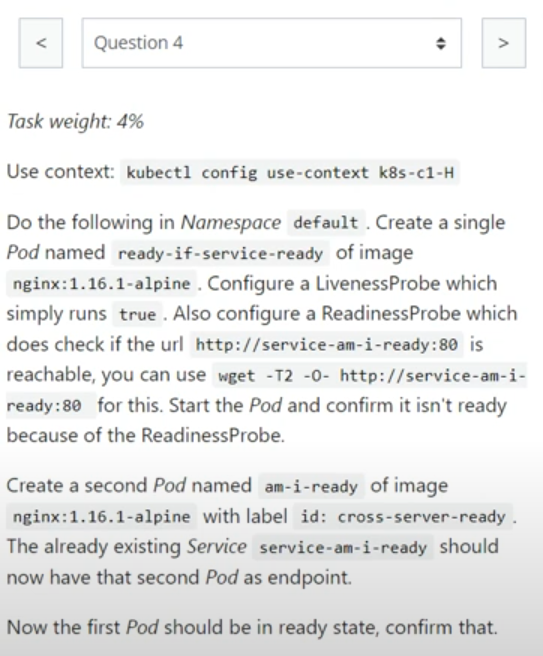 < Question 4 >
Task weight: 4%
Use context: kubectl config use-context k8s-c1-H
Do the following in Namespace default . Create a single
Pod named ready-if-service-ready of image
nginx:1.16.1-alpine . Configure a LivenessProbe which
simply runs true . Also configure a ReadinessProbe which
does check if the url http://service-am-i-ready:80 is
reachable, you can use wget -T2 -O- http://service-am-i-
ready:80 for this. Start the Pod and confirm it isn't ready
because of the ReadinessProbe.
Create a second Pod named am-i-ready of image
nginx:1.16.1-alpine with label id: cross-server-ready .
The already existing Service service-am-i-ready should
now have that second Pod as endpoint.
Now the first Pod should be in ready state, confirm that.